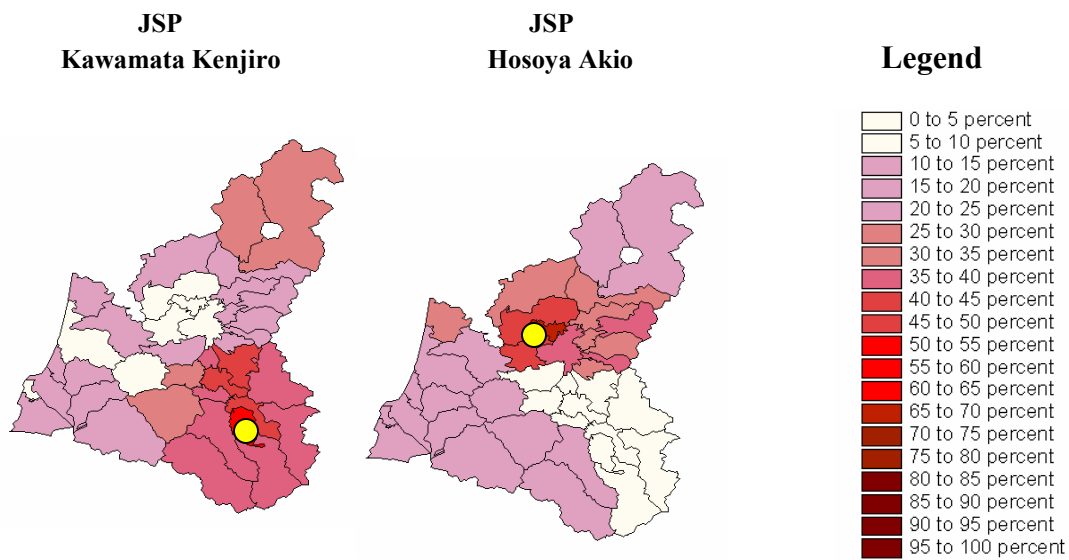 JSP
Kawamata Kenjiro
JSP
Hosoya Akio
Legend
0 to 5 percent
5 to 10 percent
10 to 15 percent
15 to 20 percent
20 to 25 percent
25 to 30 percent
30 to 35 percent
35 to 40 percent
40 to 45 percent
45 to 50 percent
50 to 55 percent
55 to 60 percent
60 to 65 percent
65 to 70 percent
70 to 75 percent
75 to 80 percent
80 to 85 percent
85 to 90 percent
90 to 95 percent
95 to 100 percent